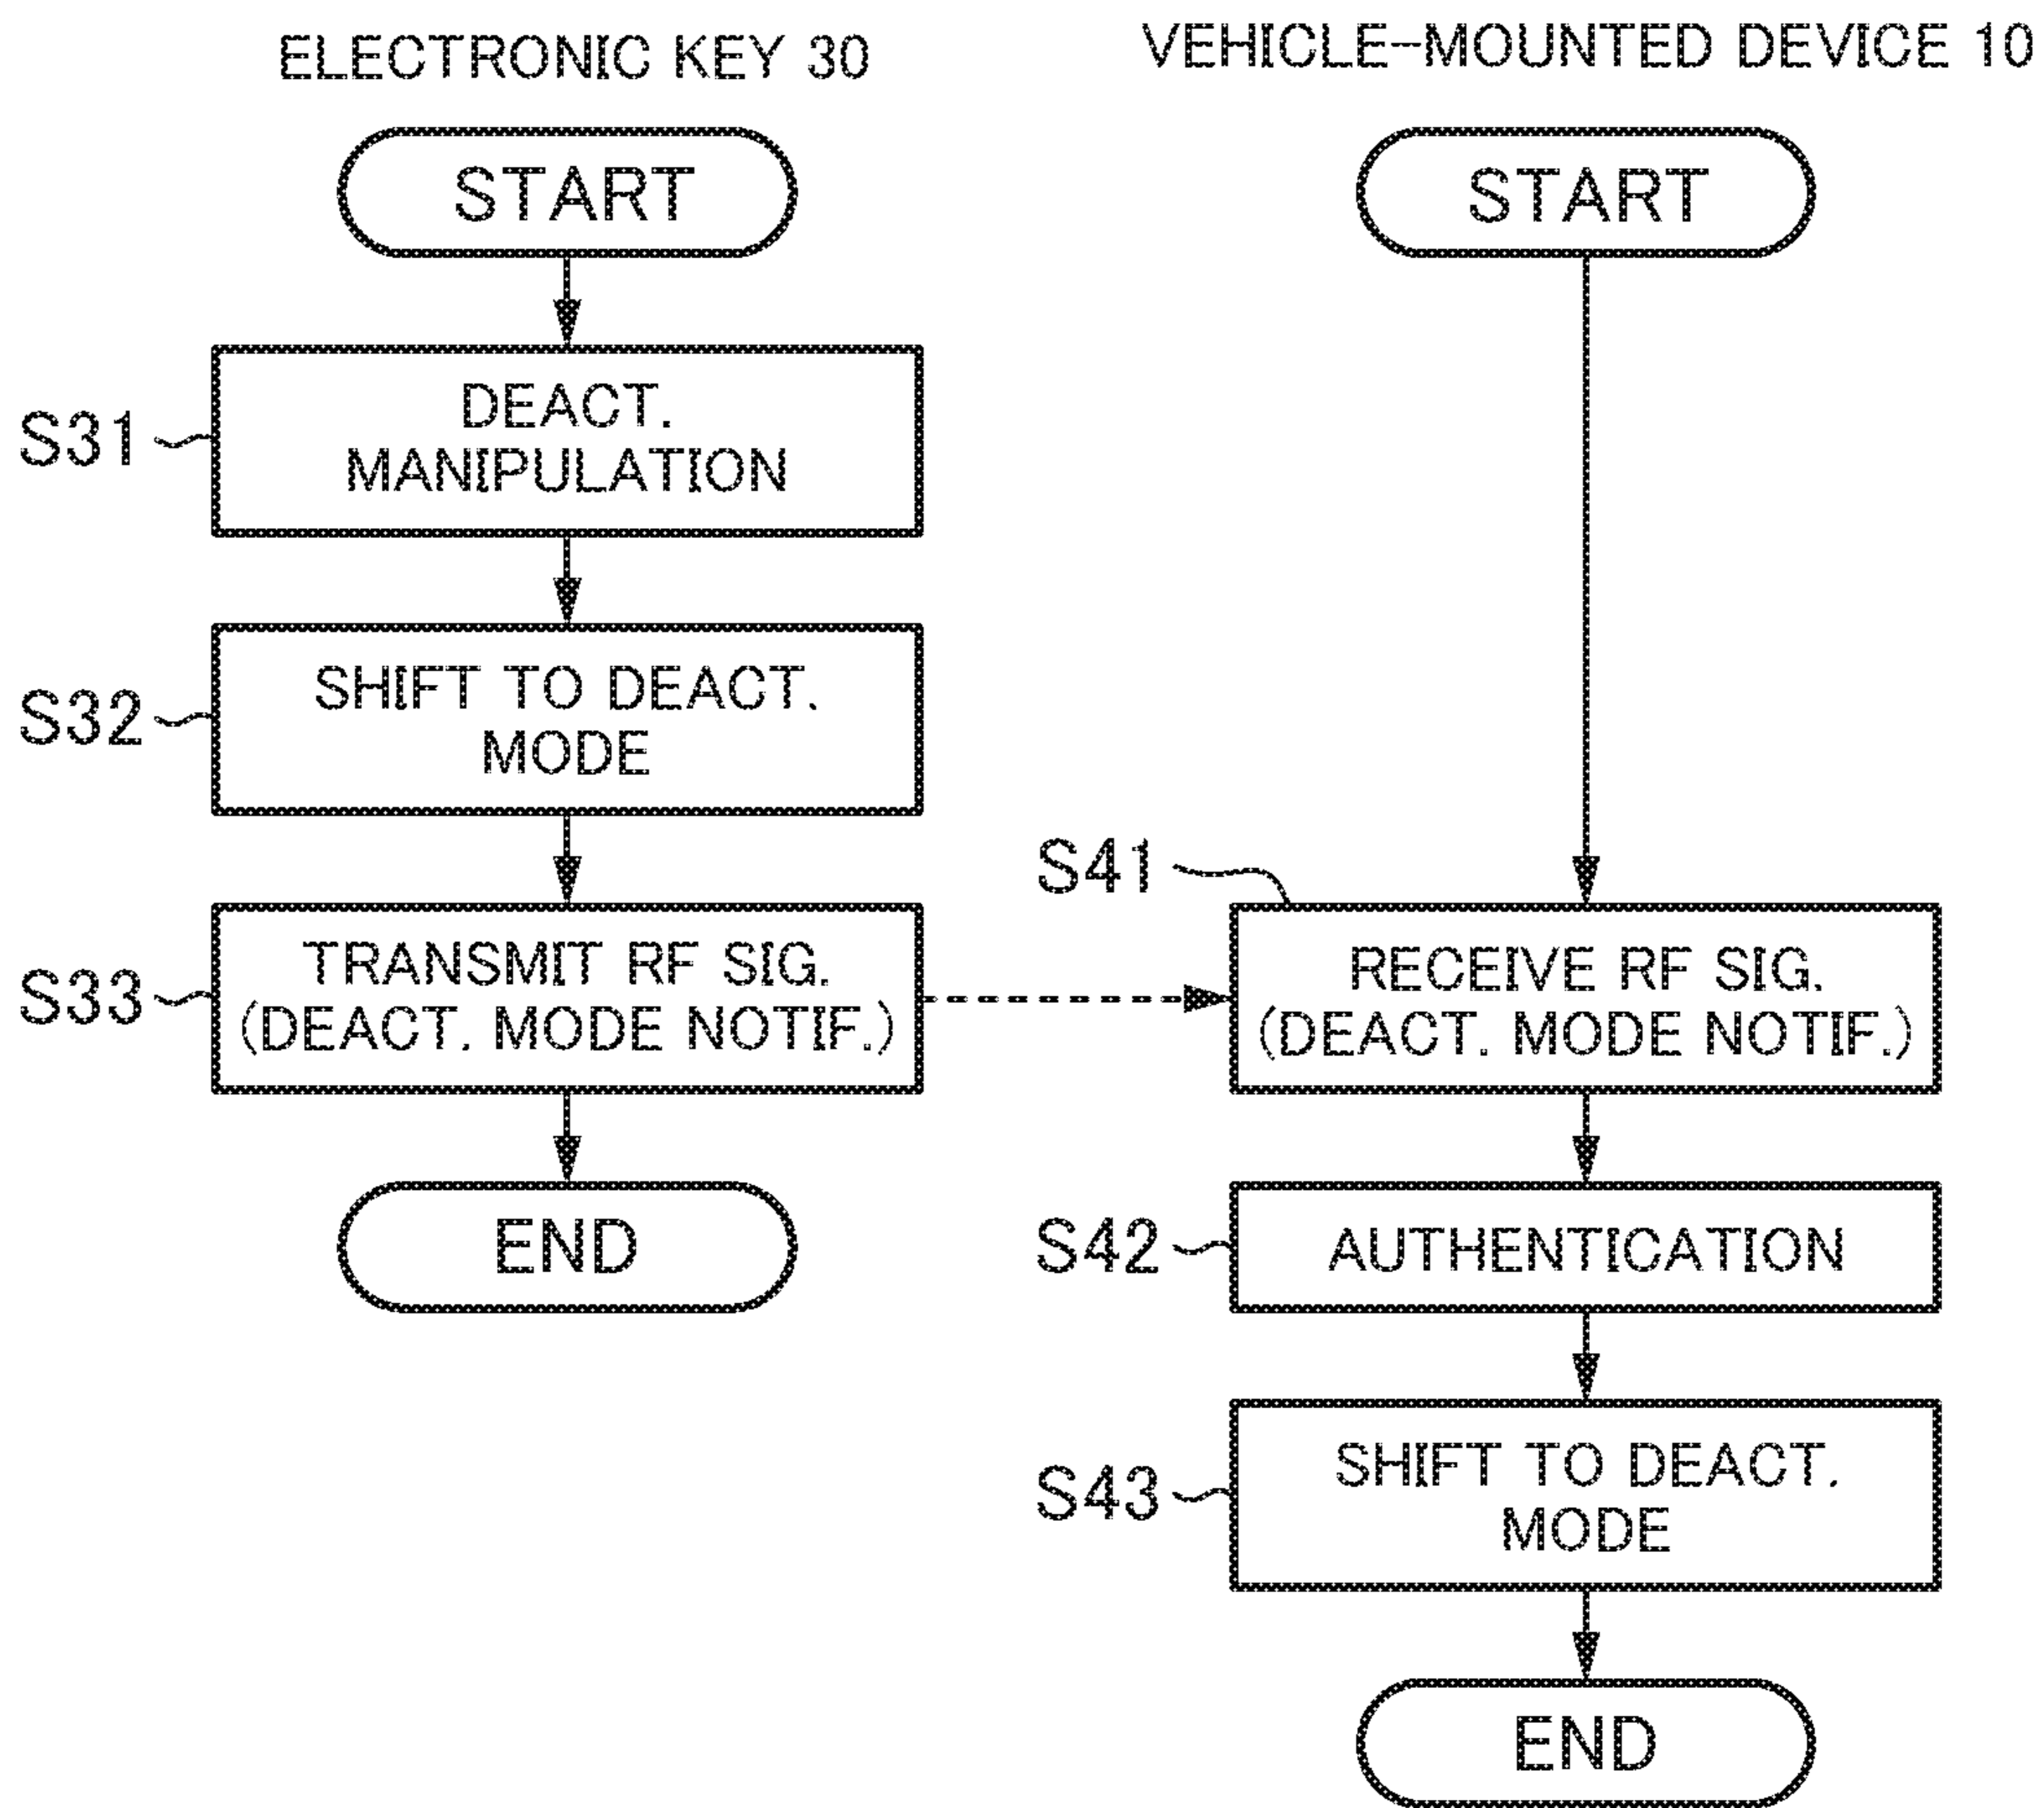 ELECTRONIC KEY 30
START
S31
DEACT.
MANIPULATION
S32
SHIFT TO DEACT.
MODE
S33
TRANSMIT RF SIG.
(DEACT. MODE NOTIF.)
END
VEHICLE-MOUNTED DEVICE 10
START
S41
RECEIVE RF SIG.
(DEACT. MODE NOTIF.)
S42
AUTHENTICATION
S43
SHIFT TO DEACT.
MODE
END